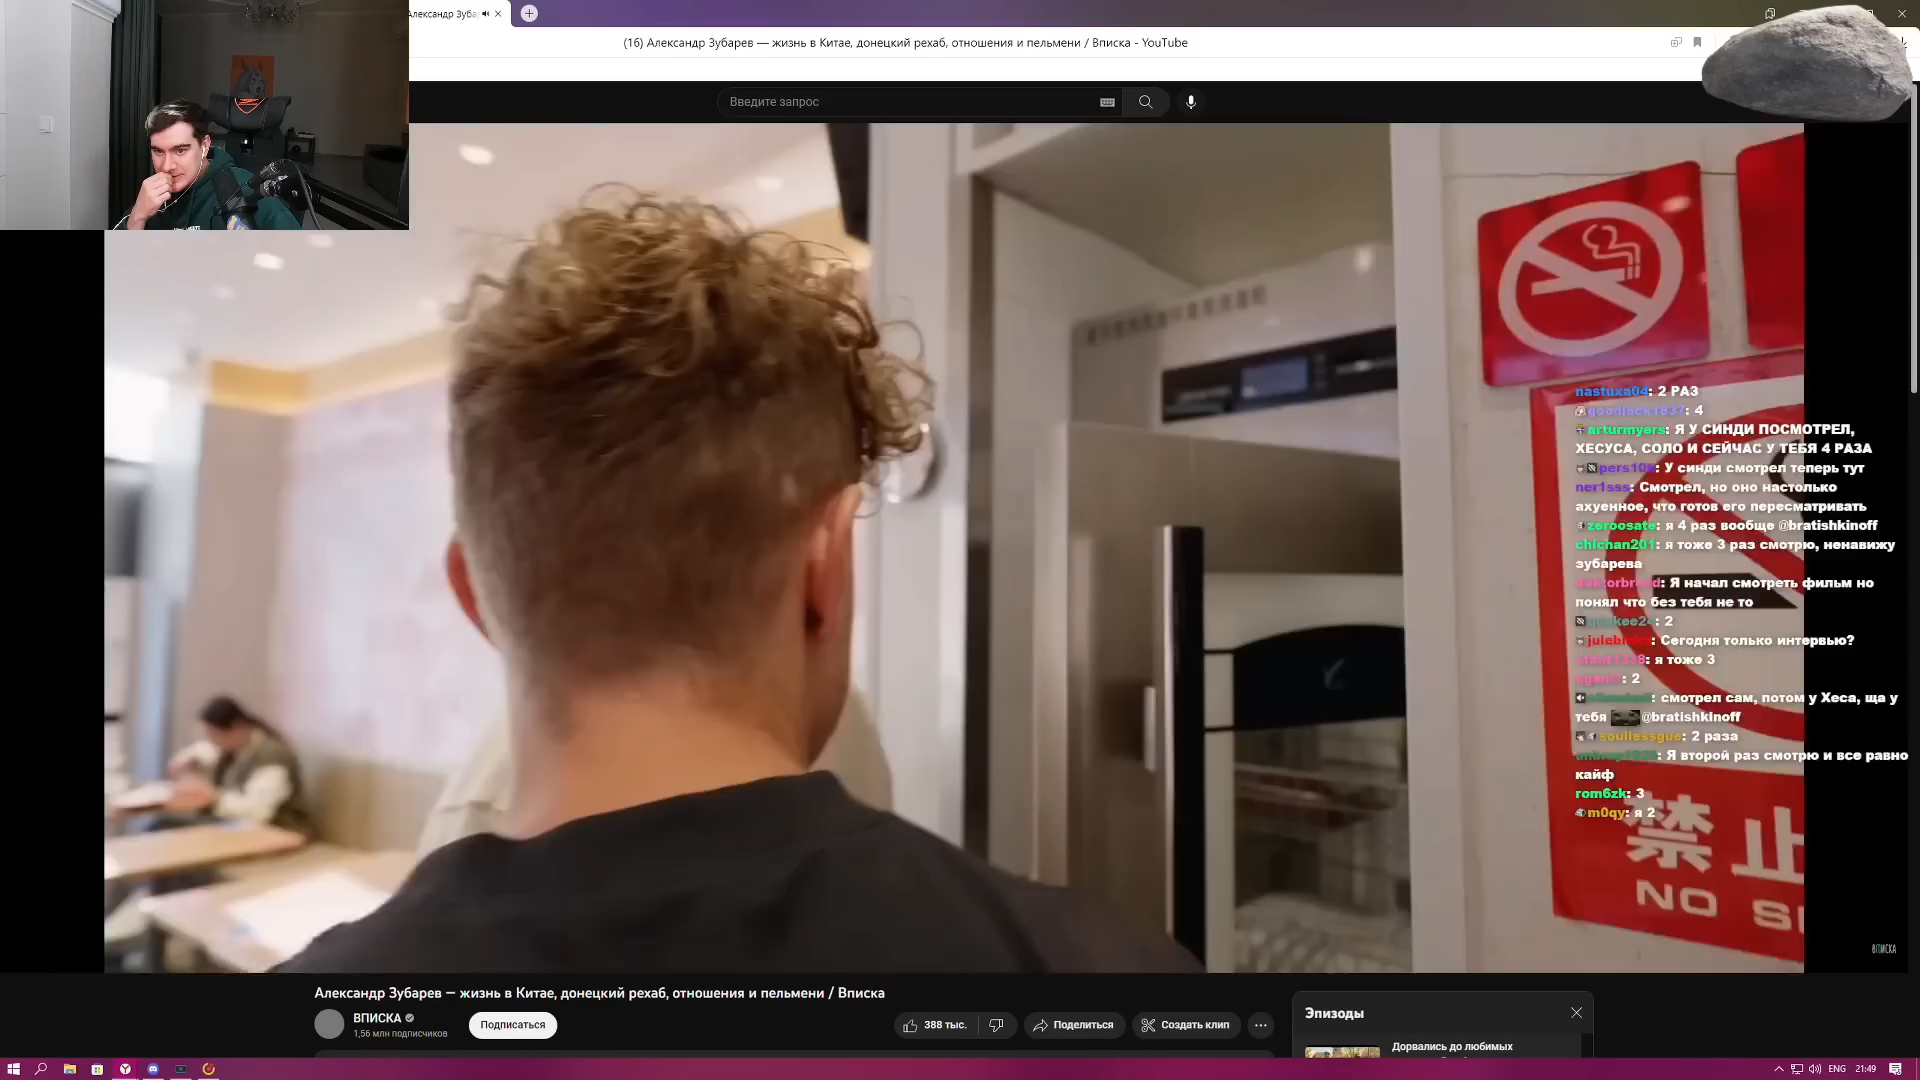 Александр Зуба
(16) Александр Зубарев — жизнь в Китае, донецкий рехаб, отношения и пельмени / Вписка - YouTube
Введите запрос
nastuxa04: 2 РАЗ
goodlack1837: 4
arturmyers: Я У СИНДИ ПОСМОТРЕЛ,
ХЕСУСА, СОЛО И СЕЙЧАС У ТЕБЯ 4 РАЗА
: У синди смотрел теперь тут
ner1sss: Смотрел, но оно настолько
ахуенное, что готов его пересматривать
zeroosate: я 4 раз вообще @bratishkinoff
chichan201: я тоже 3 раз смотрю, ненавижу
зубарева
: Я начал смотреть фильм но
понял что без тебя не то
: 2
: Сегодня только интервью?
: я тоже 3
: 2
: смотрел сам, потом у Хеса, ща у
тебя @bratishkinoff
soullessgue: 2 раза
: Я второй раз смотрю и все равно
кайф
rom6zk: 3
m0qy: я 2
禁止
NO
ВПИСКА
Александр Зубарев — жизнь в Китае, донецкий рехаб, отношения и пельмени / Вписка
ВПИСКА
1,56 млн подписчиков
Подписаться
388 тыс.
Поделиться
Создать клип
Эпизоды
Дорвались до любимых
ENG
21:49